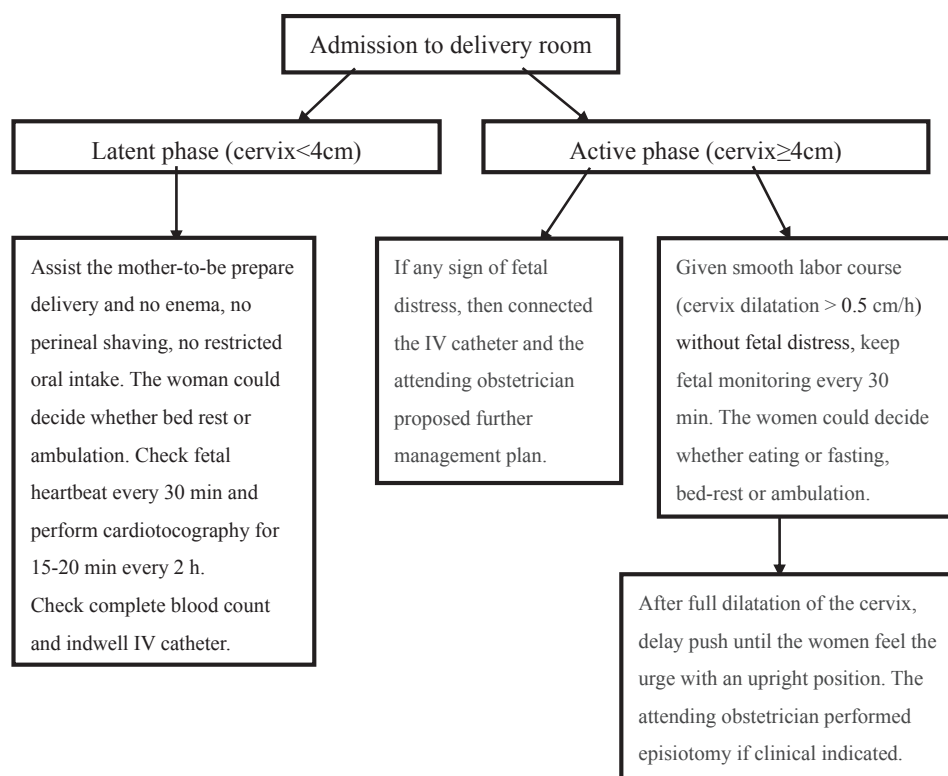 Admission to delivery room
Latent phase (cervix<4cm)
Active phase (cervix≥4cm)
Assist the mother-to-be prepare
delivery and no enema, no
perineal shaving, no restricted
oral intake. The woman could
decide whether bed rest or
ambulation. Check fetal
heartbeat every 30 min and
perform cardiotocography for
15-20 min every 2 h.
Check complete blood count
and indwell IV catheter.
If any sign of fetal
distress, then connected
the IV catheter and the
attending obstetrician
proposed further
management plan.
Given smooth labor course
(cervix dilatation > 0.5 cm/h)
without fetal distress, keep
fetal monitoring every 30
min. The women could decide
whether eating or fasting,
bed-rest or ambulation.
After full dilatation of the cervix,
delay push until the women feel the
urge with an upright position. The
attending obstetrician performed
episiotomy if clinical indicated.